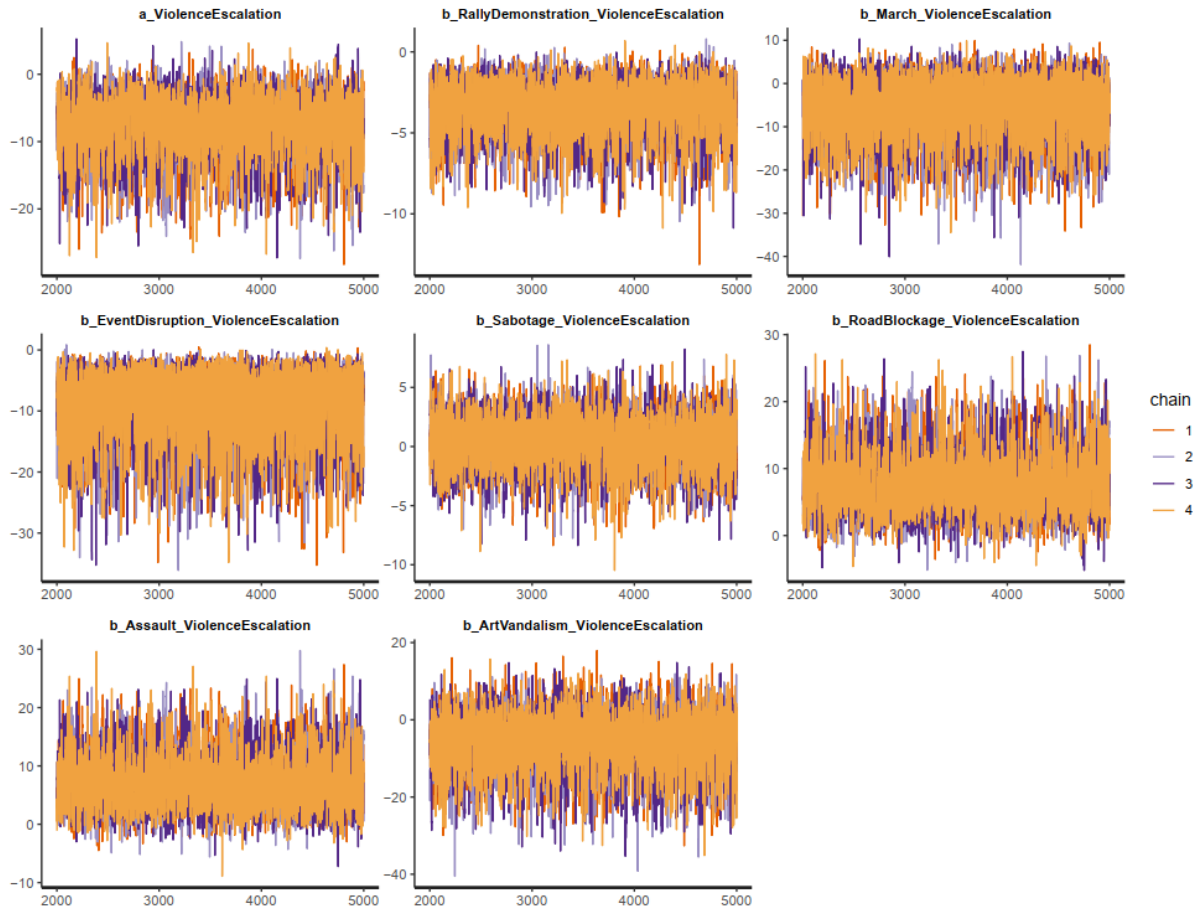 a_ViolenceEscalation
b_RallyDemonstration_ViolenceEscalation
b_March_ViolenceEscalation
0
−10
−20
2000 3000 4000 5000
0
−5
−10
2000 3000 4000 5000
10
0
−10
−20
−30
−40
2000 3000 4000 5000
b_EventDisruption_ViolenceEscalation
b_Sabotage_ViolenceEscalation
b_RoadBlockage_ViolenceEscalation
0
−10
−20
−30
2000 3000 4000 5000
5
0
−5
−10
2000 3000 4000 5000
30
20
10
0
2000 3000 4000 5000
chain
1
2
3
4
b_Assault_ViolenceEscalation
b_ArtVandalism_ViolenceEscalation
30
20
10
0
−10
2000 3000 4000 5000
20
0
−20
−40
2000 3000 4000 5000